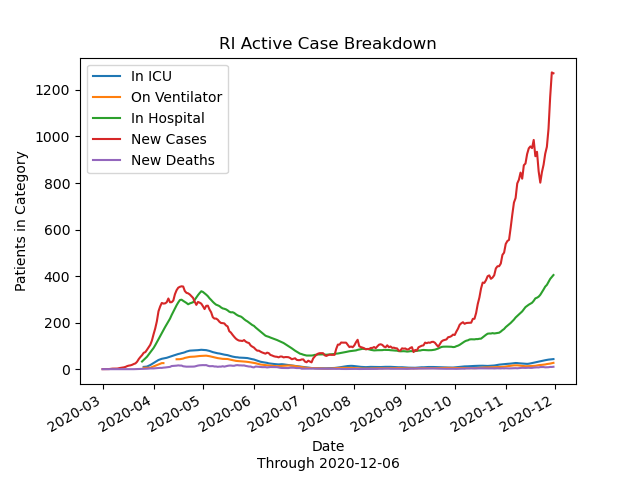 RI Active Case Breakdown
In ICU
On Ventilator
In Hospital
New Cases
New Deaths
Patients in Category
1200
1000
800
600
400
200
0
2020-03
2020-04
2020-05
2020-06
2020-07
2020-08
2020-09
2020-10
2020-11
2020-12
Date
Through 2020-12-06